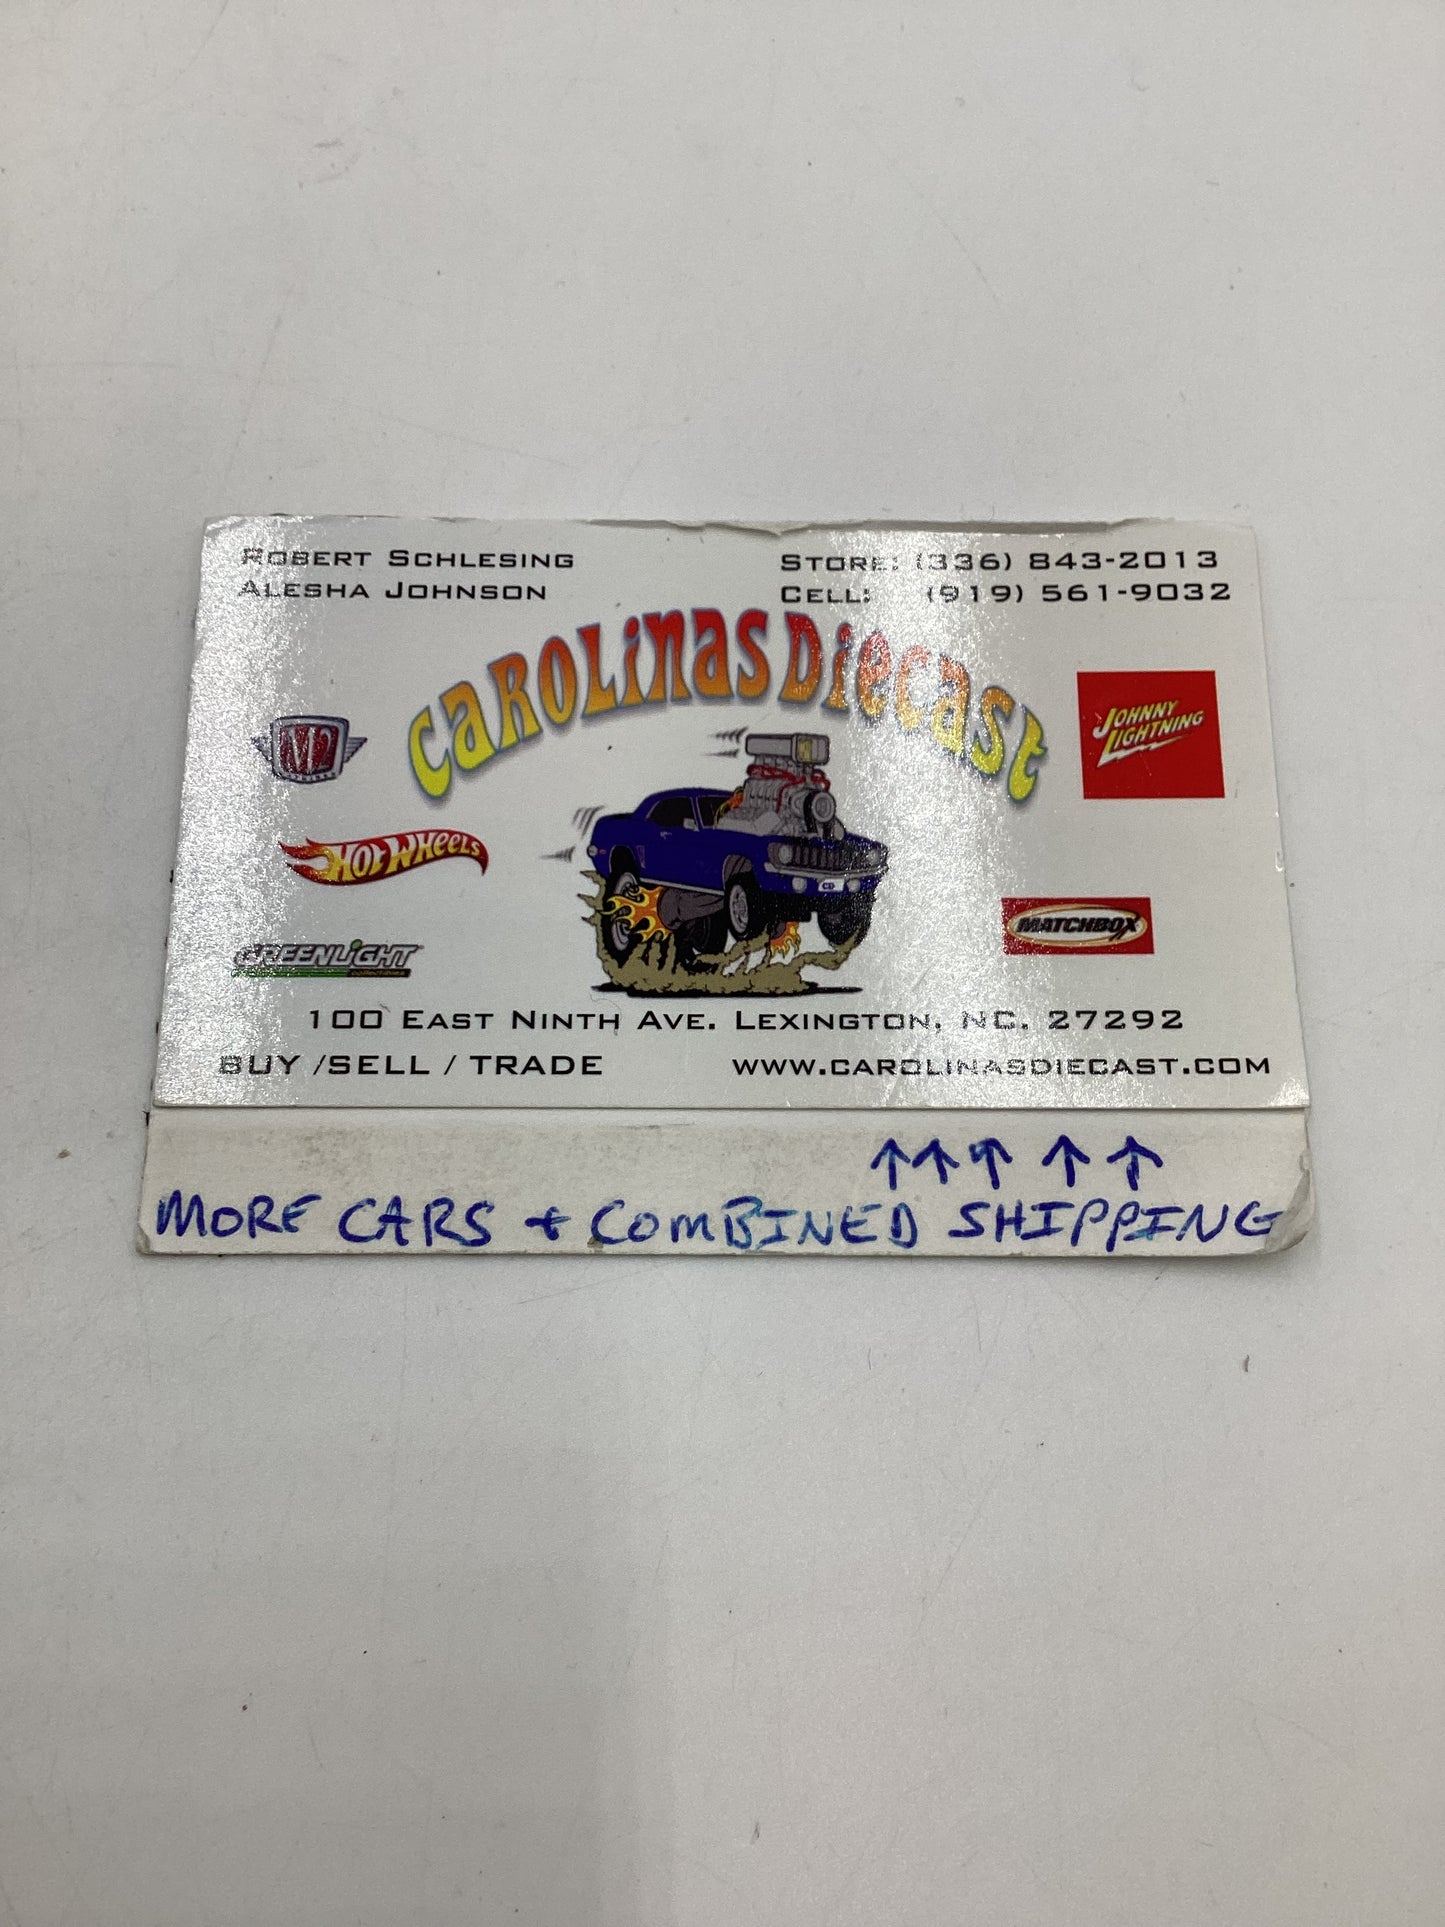 ROBERT SCHLESING
ALESHA JOHNSON
STORE: (336) 843-2013
CELL: (919) 561-9032
CAROLINAS DIECAST
M2
JOHNNY
LIGHTNING
HOT WHEELS
CD
MATCHBOX
GREENLIGHT
100 EAST NINTH AVE. LEXINGTON, NC. 27292
BUY /SELL / TRADE
WWW.CAROLINASDIECAST.COM
↑↑↑↑↑
MORE CARS + COMBINED SHIPPING